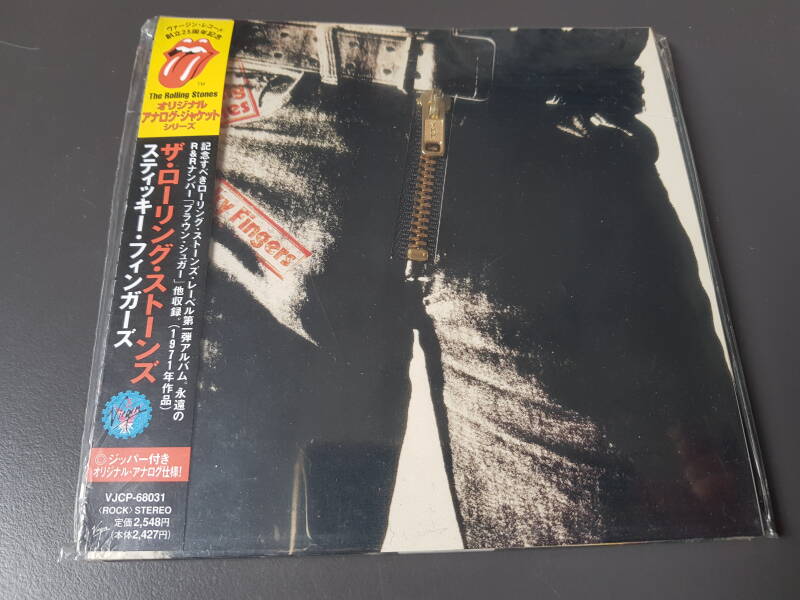 ヴァージン・レコード
創立25周年記念
TM
The Rolling Stones
オリジナル
アナログ・ジャケット
シリーズ
記念すべきローリング・ストーンズ・レーベル第一弾アルバム。永遠の
R&Rナンバー「ブラウン・シュガー」他収録。(1971年作品)
ザ・ローリング・ストーンズ
スティッキー・フィンガーズ
Virgin
◎ジッパー付き
オリジナル・アナログ仕様!
VJCP-68031
〈ROCK〉STEREO
定価2,548円
(本体2,427円)
Virgin
Fingers